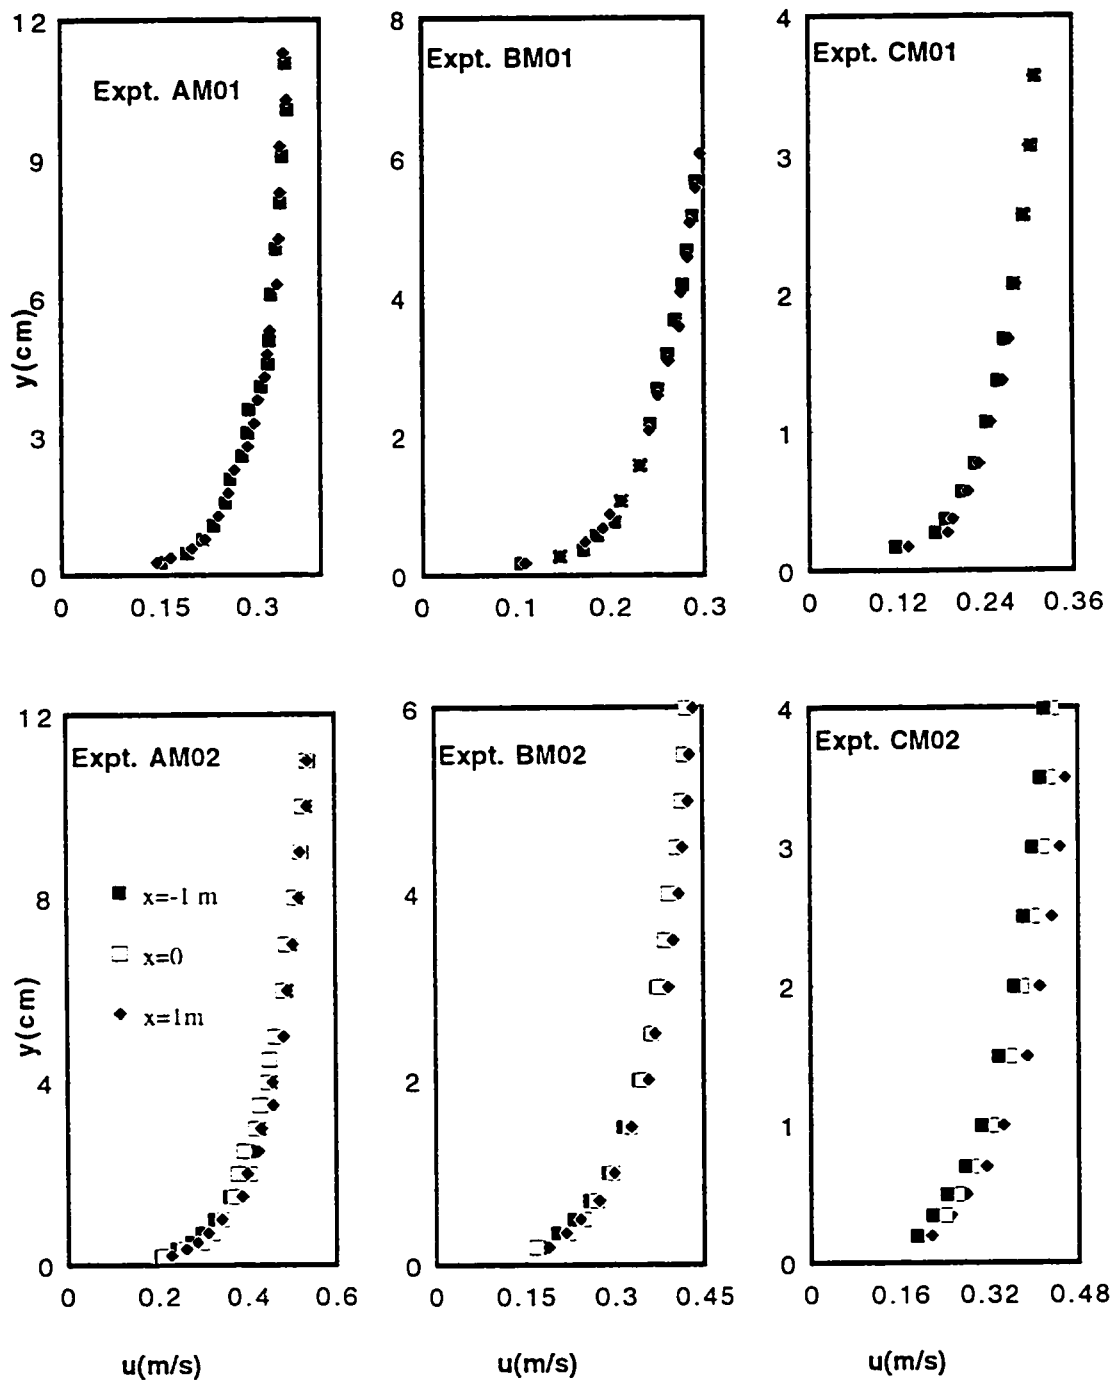 12
9
6
3
0
y(cm)
Expt. AM01
0 0.15 0.3
8
6
4
2
0
Expt. BM01
0 0.1 0.2 0.3
4
3
2
1
0
Expt. CM01
0 0.12 0.24 0.36
12
8
4
0
y(cm)
Expt. AM02
x=-1 m
x=0
x=1m
0 0.2 0.4 0.6
u(m/s)
6
4
2
0
Expt. BM02
0 0.15 0.3 0.45
u(m/s)
4
3
2
1
0
Expt. CM02
0 0.16 0.32 0.48
u(m/s)